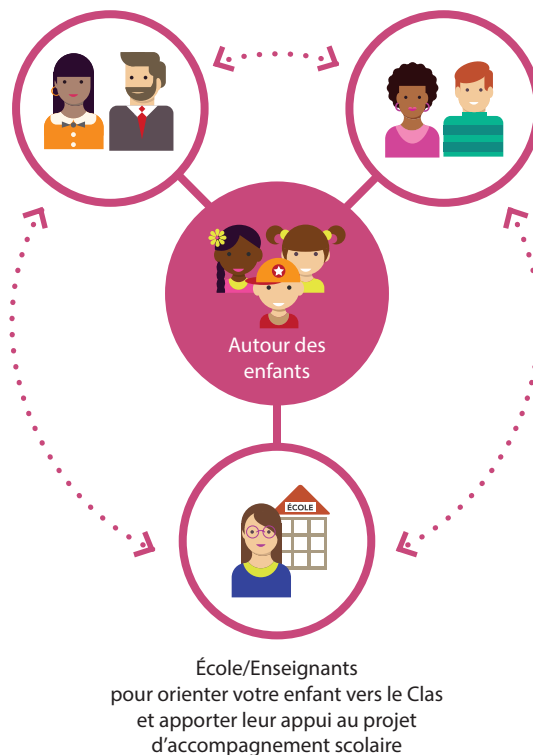 Autour des
enfants
ÉCOLE
École/Enseignants
pour orienter votre enfant vers le Clas
et apporter leur appui au projet
d'accompagnement scolaire